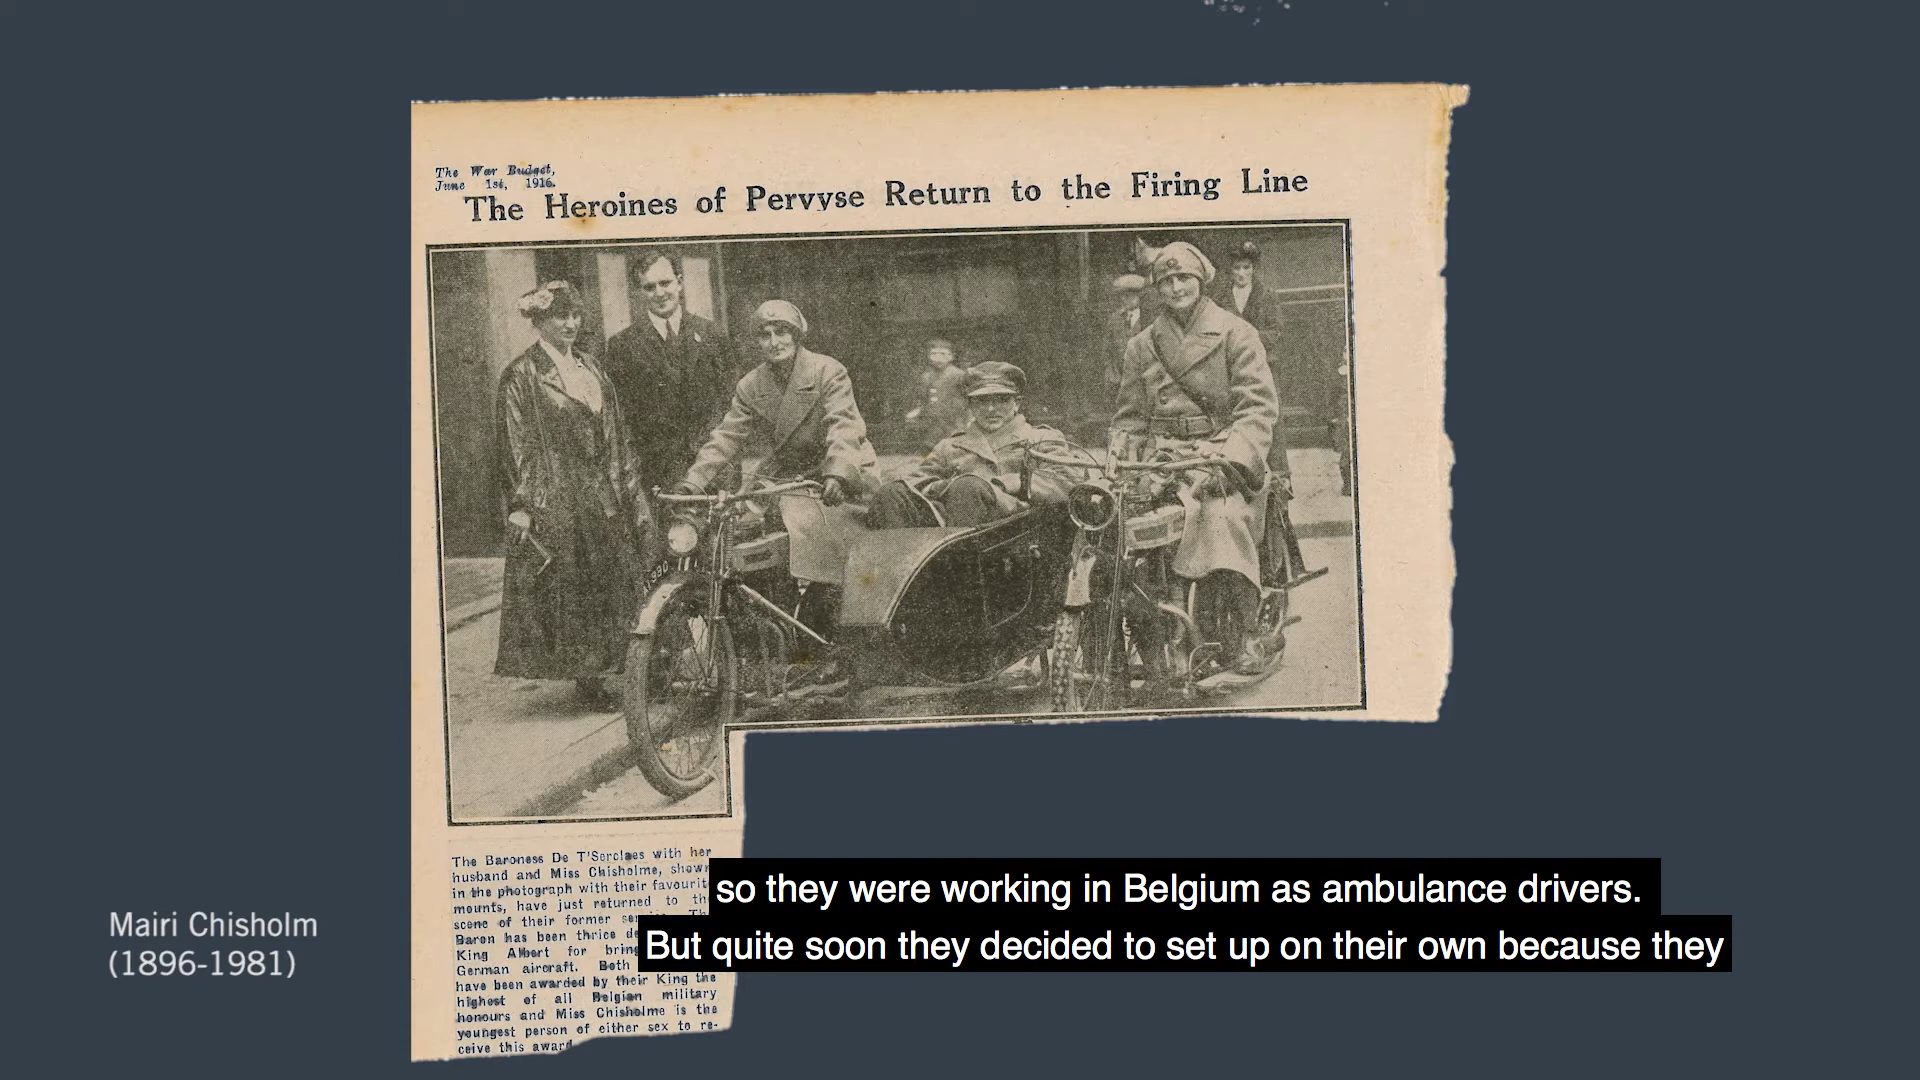 The War Budget,
June 1st, 1916.
The Heroines of Pervyse Return to the Firing Line
The Baroness De T'Serclaes with her
husband and Miss Chisholme, shown
in the photograph with their favourit
mounts, have just returned to th
scene of their former
Baron has been thrice de
King Albert for bring
German aircraft. Both
have been awarded by their King the
highest of all Belgian military
honours and Miss Chisholme is the
youngest person of either sex to re-
ceive this award
Mairi Chisholm
(1896-1981)
so they were working in Belgium as ambulance drivers.
But quite soon they decided to set up on their own because they